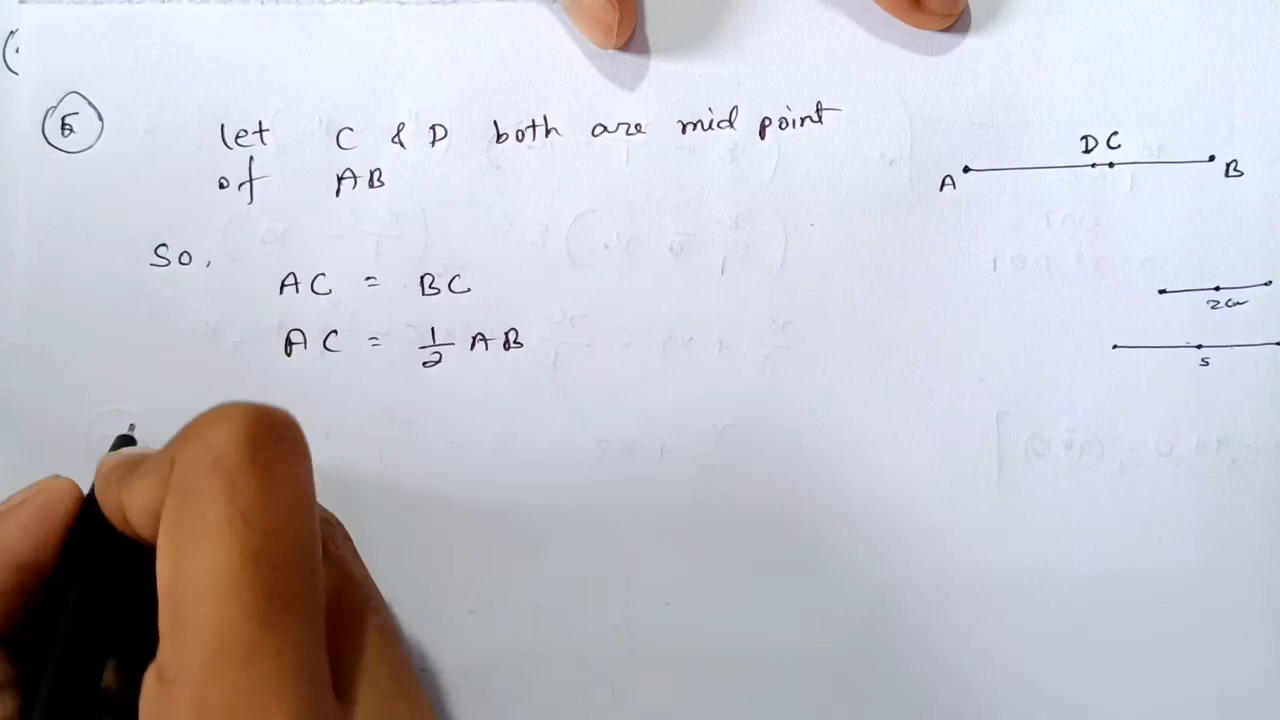 5
let C & D both are mid point
of AB
So,
AC = BC
AC = 1/2 AB
D C
A B
2cm
5